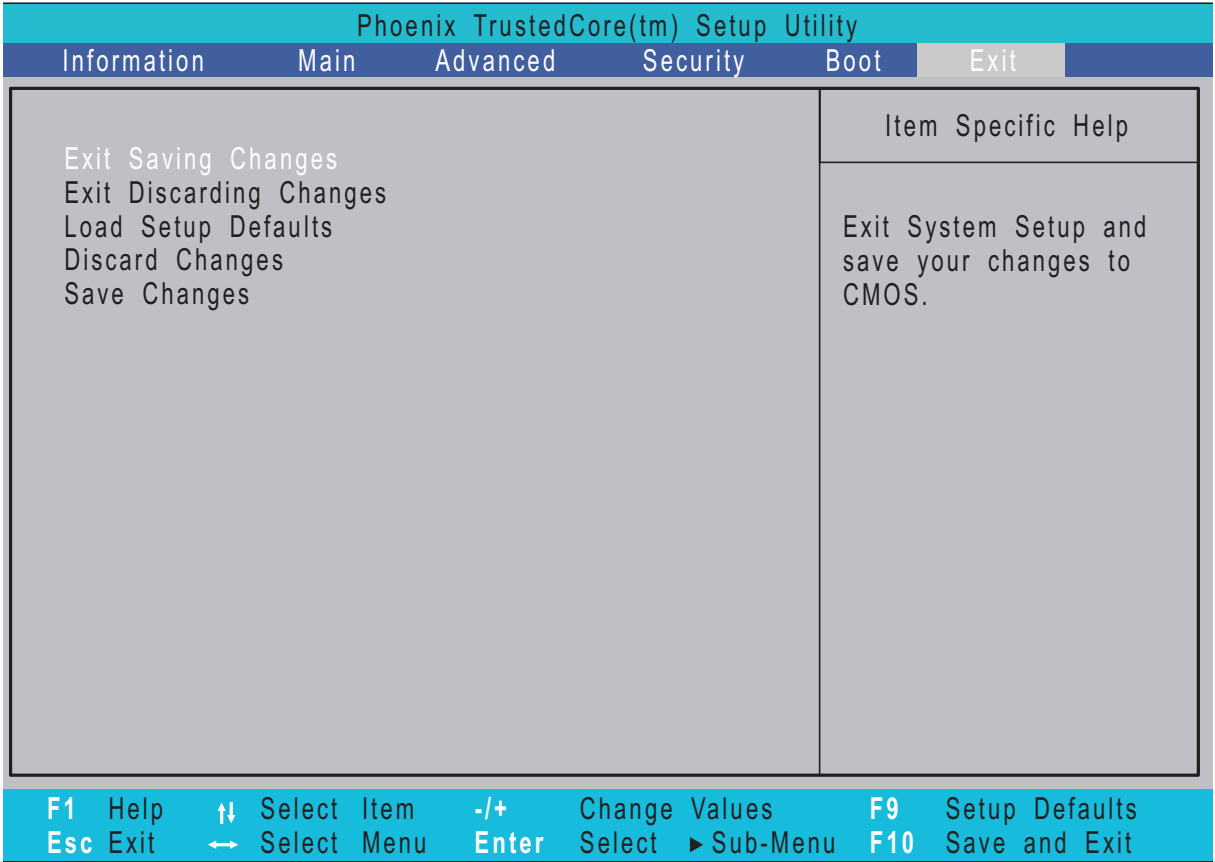 Phoenix TrustedCore(tm) Setup Utility
Information Main Advanced Security Boot Exit
Exit Saving Changes
Exit Discarding Changes
Load Setup Defaults
Discard Changes
Save Changes
Item Specific Help
Exit System Setup and
save your changes to
CMOS.
F1 Help ↑↓ Select Item -/+ Change Values F9 Setup Defaults
Esc Exit ↔ Select Menu Enter Select ▶Sub-Menu F10 Save and Exit